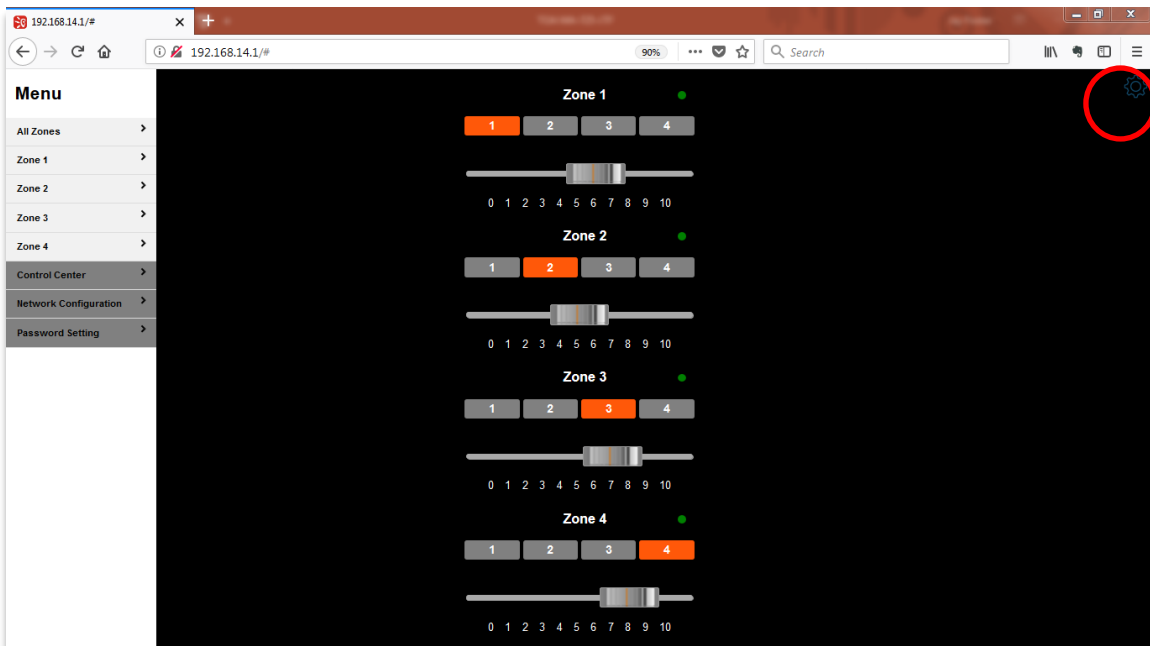 192.168.14.1/#
192.168.14.1/#
90%
Search
Menu
All Zones
Zone 1
Zone 2
Zone 3
Zone 4
Control Center
Network Configuration
Password Setting
Zone 1
1 2 3 4
0 1 2 3 4 5 6 7 8 9 10
Zone 2
1 2 3 4
0 1 2 3 4 5 6 7 8 9 10
Zone 3
1 2 3 4
0 1 2 3 4 5 6 7 8 9 10
Zone 4
1 2 3 4
0 1 2 3 4 5 6 7 8 9 10